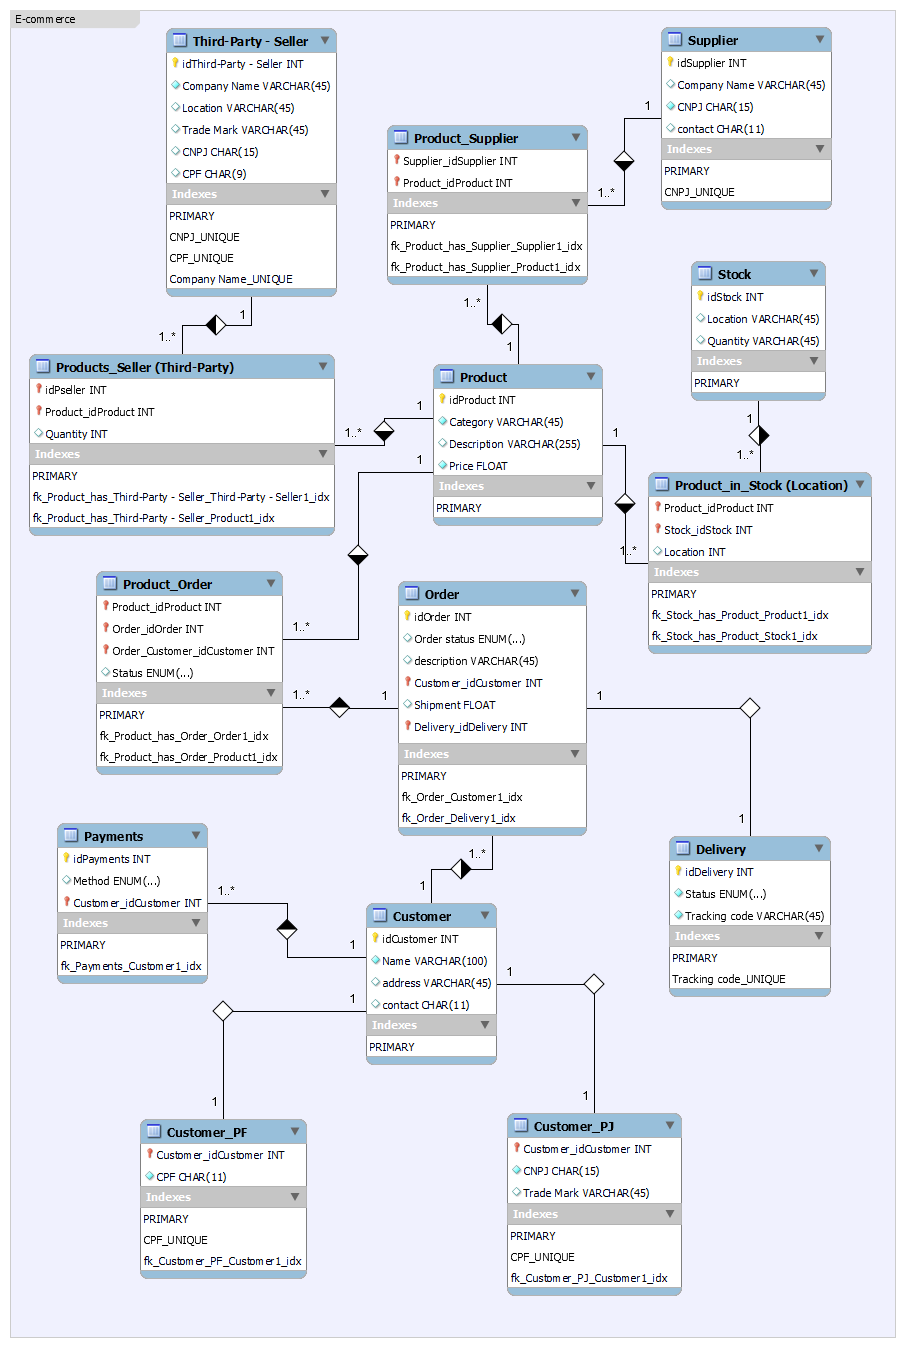 E-commerce
Third-Party - Seller
idThird-Party - Seller INT
Company Name VARCHAR(45)
Location VARCHAR(45)
Trade Mark VARCHAR(45)
CNPJ CHAR(15)
CPF CHAR(9)
Indexes
PRIMARY
CNPJ_UNIQUE
CPF_UNIQUE
Company Name_UNIQUE
1
1..*
Supplier
idSupplier INT
Company Name VARCHAR(45)
CNPJ CHAR(15)
contact CHAR(11)
Indexes
PRIMARY
CNPJ_UNIQUE
1
1..*
Product_Supplier
Supplier_idSupplier INT
Product_idProduct INT
Indexes
PRIMARY
fk_Product_has_Supplier_Supplier1_idx
fk_Product_has_Supplier_Product1_idx
1..*
1
Stock
idStock INT
Location VARCHAR(45)
Quantity VARCHAR(45)
Indexes
PRIMARY
1
1..*
Products_Seller (Third-Party)
idPseller INT
Product_idProduct INT
Quantity INT
Indexes
PRIMARY
fk_Product_has_Third-Party - Seller_Third-Party - Seller1_idx
fk_Product_has_Third-Party - Seller_Product1_idx
1..*
1
Product
idProduct INT
Category VARCHAR(45)
Description VARCHAR(255)
Price FLOAT
Indexes
PRIMARY
1
1
1..*
Product_in_Stock (Location)
Product_idProduct INT
Stock_idStock INT
Location INT
Indexes
PRIMARY
fk_Stock_has_Product_Product1_idx
fk_Stock_has_Product_Stock1_idx
Product_Order
Product_idProduct INT
Order_idOrder INT
Order_Customer_idCustomer INT
Status ENUM(...)
Indexes
PRIMARY
fk_Product_has_Order_Order1_idx
fk_Product_has_Order_Product1_idx
1..*
1..*
1
Order
idOrder INT
Order status ENUM(...)
description VARCHAR(45)
Customer_idCustomer INT
Shipment FLOAT
Delivery_idDelivery INT
Indexes
PRIMARY
fk_Order_Customer1_idx
fk_Order_Delivery1_idx
1
1
1..*
1
Payments
idPayments INT
Method ENUM(...)
Customer_idCustomer INT
Indexes
PRIMARY
fk_Payments_Customer1_idx
1..*
1
Delivery
idDelivery INT
Status ENUM(...)
Tracking code VARCHAR(45)
Indexes
PRIMARY
Tracking code_UNIQUE
Customer
idCustomer INT
Name VARCHAR(100)
address VARCHAR(45)
contact CHAR(11)
Indexes
PRIMARY
1
1
1
1
Customer_PF
Customer_idCustomer INT
CPF CHAR(11)
Indexes
PRIMARY
CPF_UNIQUE
fk_Customer_PF_Customer1_idx
Customer_PJ
Customer_idCustomer INT
CNPJ CHAR(15)
Trade Mark VARCHAR(45)
Indexes
PRIMARY
CPF_UNIQUE
fk_Customer_PJ_Customer1_idx